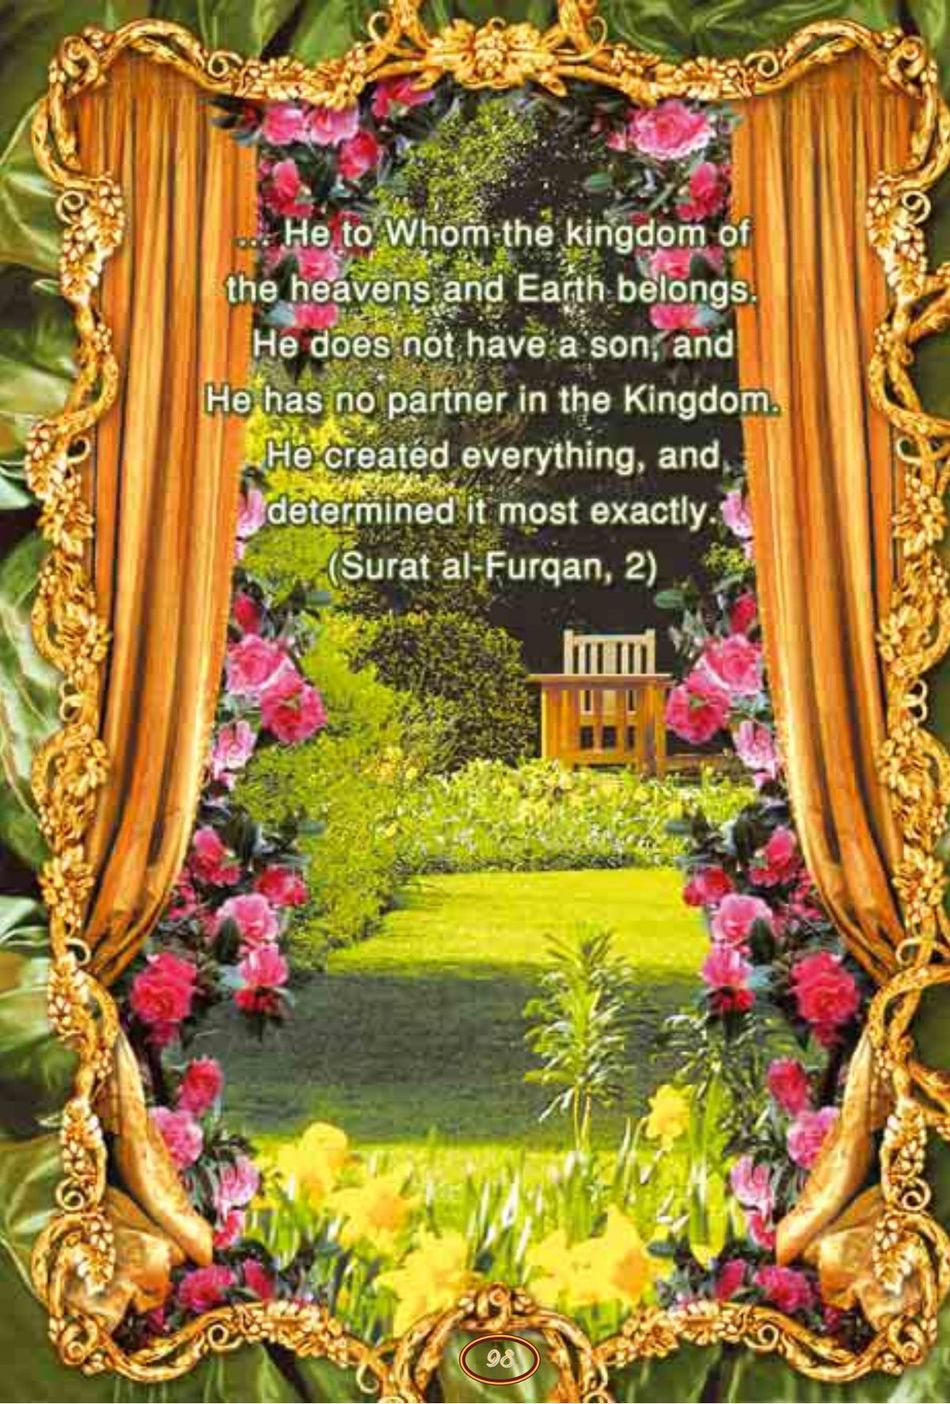 ... He to Whom the kingdom of
the heavens and Earth belongs.
He does not have a son, and
He has no partner in the Kingdom.
He created everything, and
determined it most exactly.
(Surat al-Furqan, 2)
98